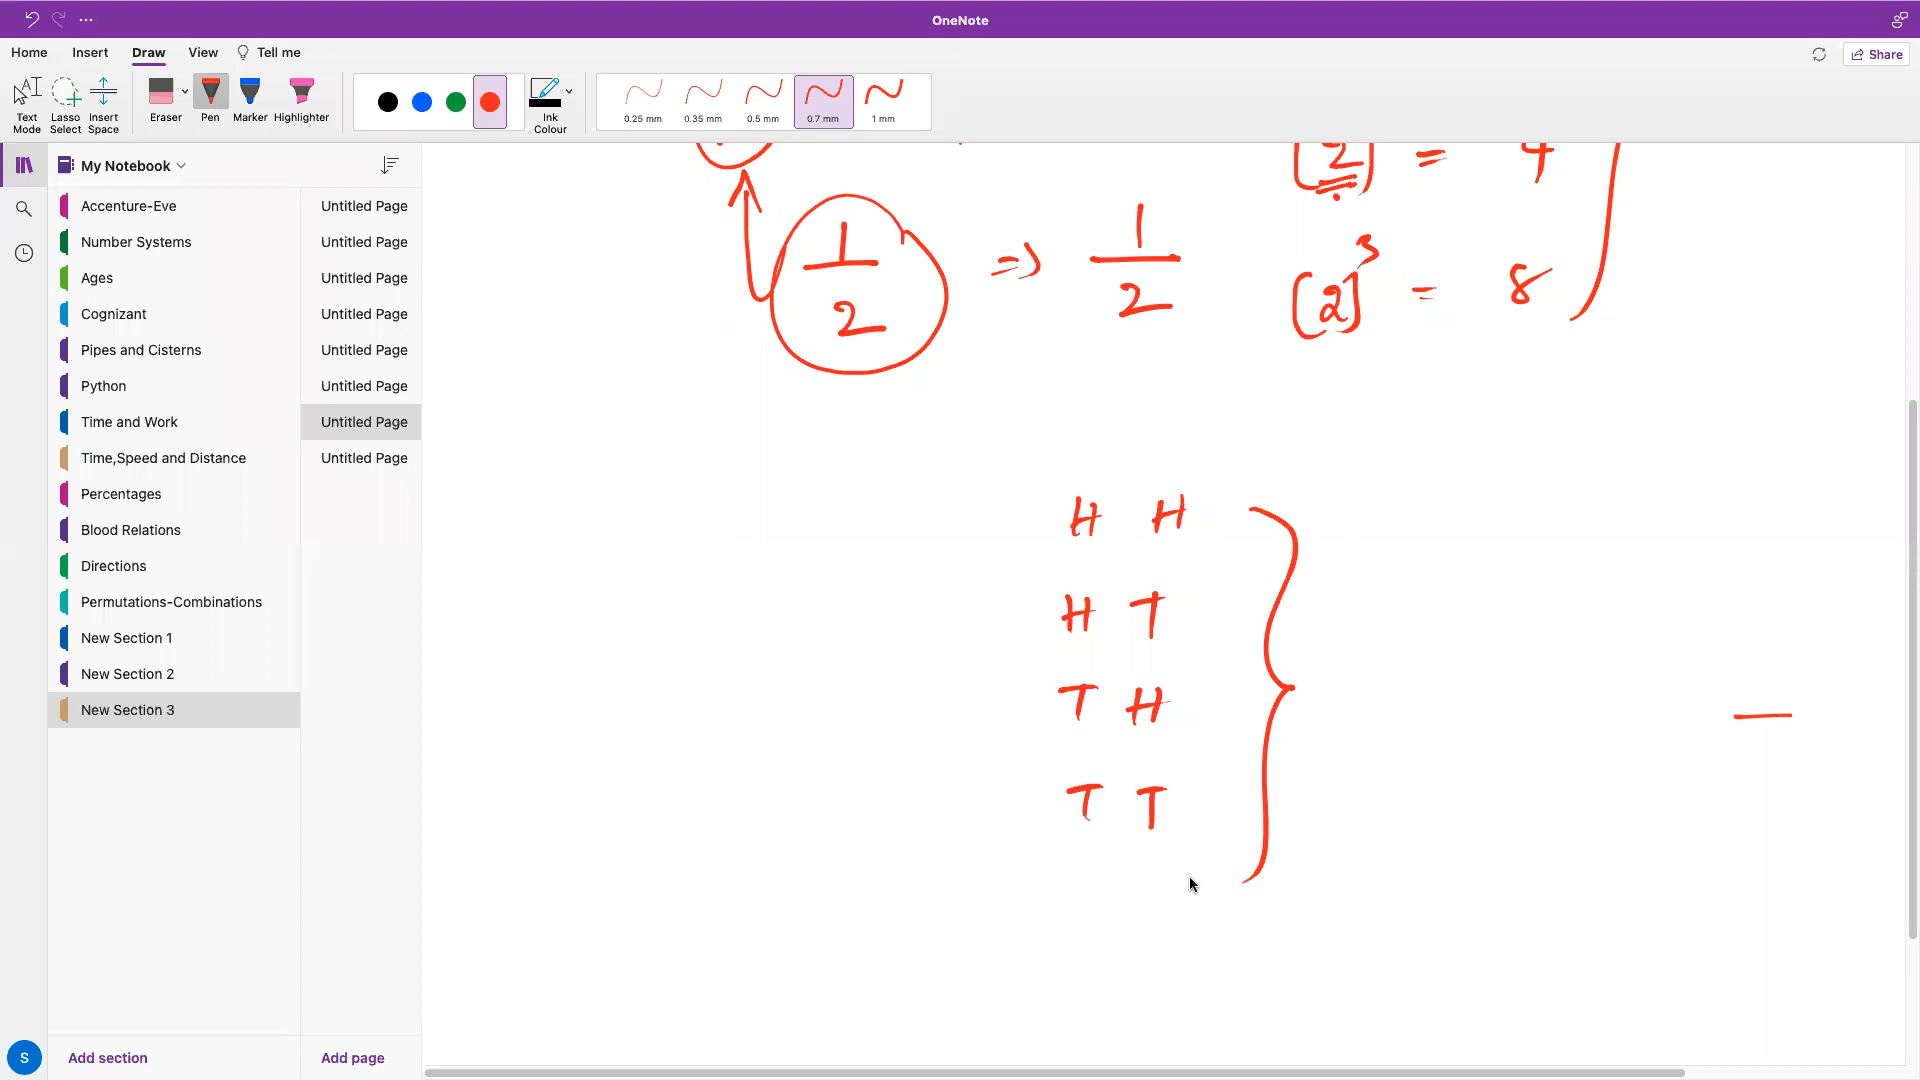 OneNote
Home Insert Draw View Tell me
Share
Text Mode
Lasso Select
Insert Space
Eraser
Pen
Marker
Highlighter
Ink Colour
0.25 mm
0.35 mm
0.5 mm
0.7 mm
1 mm
My Notebook
Accenture-Eve
Number Systems
Ages
Cognizant
Pipes and Cisterns
Python
Time and Work
Time,Speed and Distance
Percentages
Blood Relations
Directions
Permutations-Combinations
New Section 1
New Section 2
New Section 3
Untitled Page
Untitled Page
Untitled Page
Untitled Page
Untitled Page
Untitled Page
Untitled Page
Untitled Page
[2] = 4
1/2 => 1/2
[2]³ = 8
H H
H T
T H
T T
S
Add section
Add page